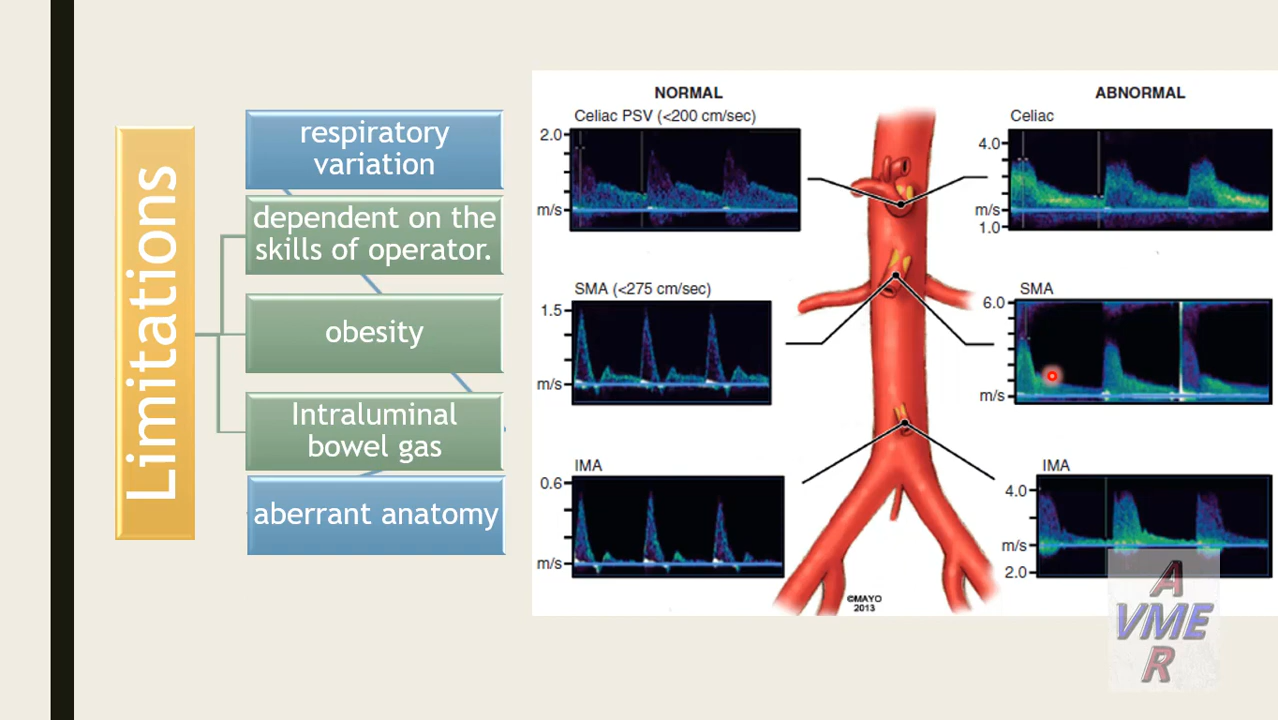 Limitations
respiratory
variation
dependent on the
skills of operator.
obesity
Intraluminal
bowel gas
aberrant anatomy
NORMAL
Celiac PSV (<200 cm/sec)
2.0
m/s
SMA (<275 cm/sec)
1.5
m/s
IMA
0.6
m/s
©MAYO
2013
ABNORMAL
Celiac
4.0
m/s
1.0
SMA
6.0
m/s
IMA
4.0
m/s
2.0
A
VME
R